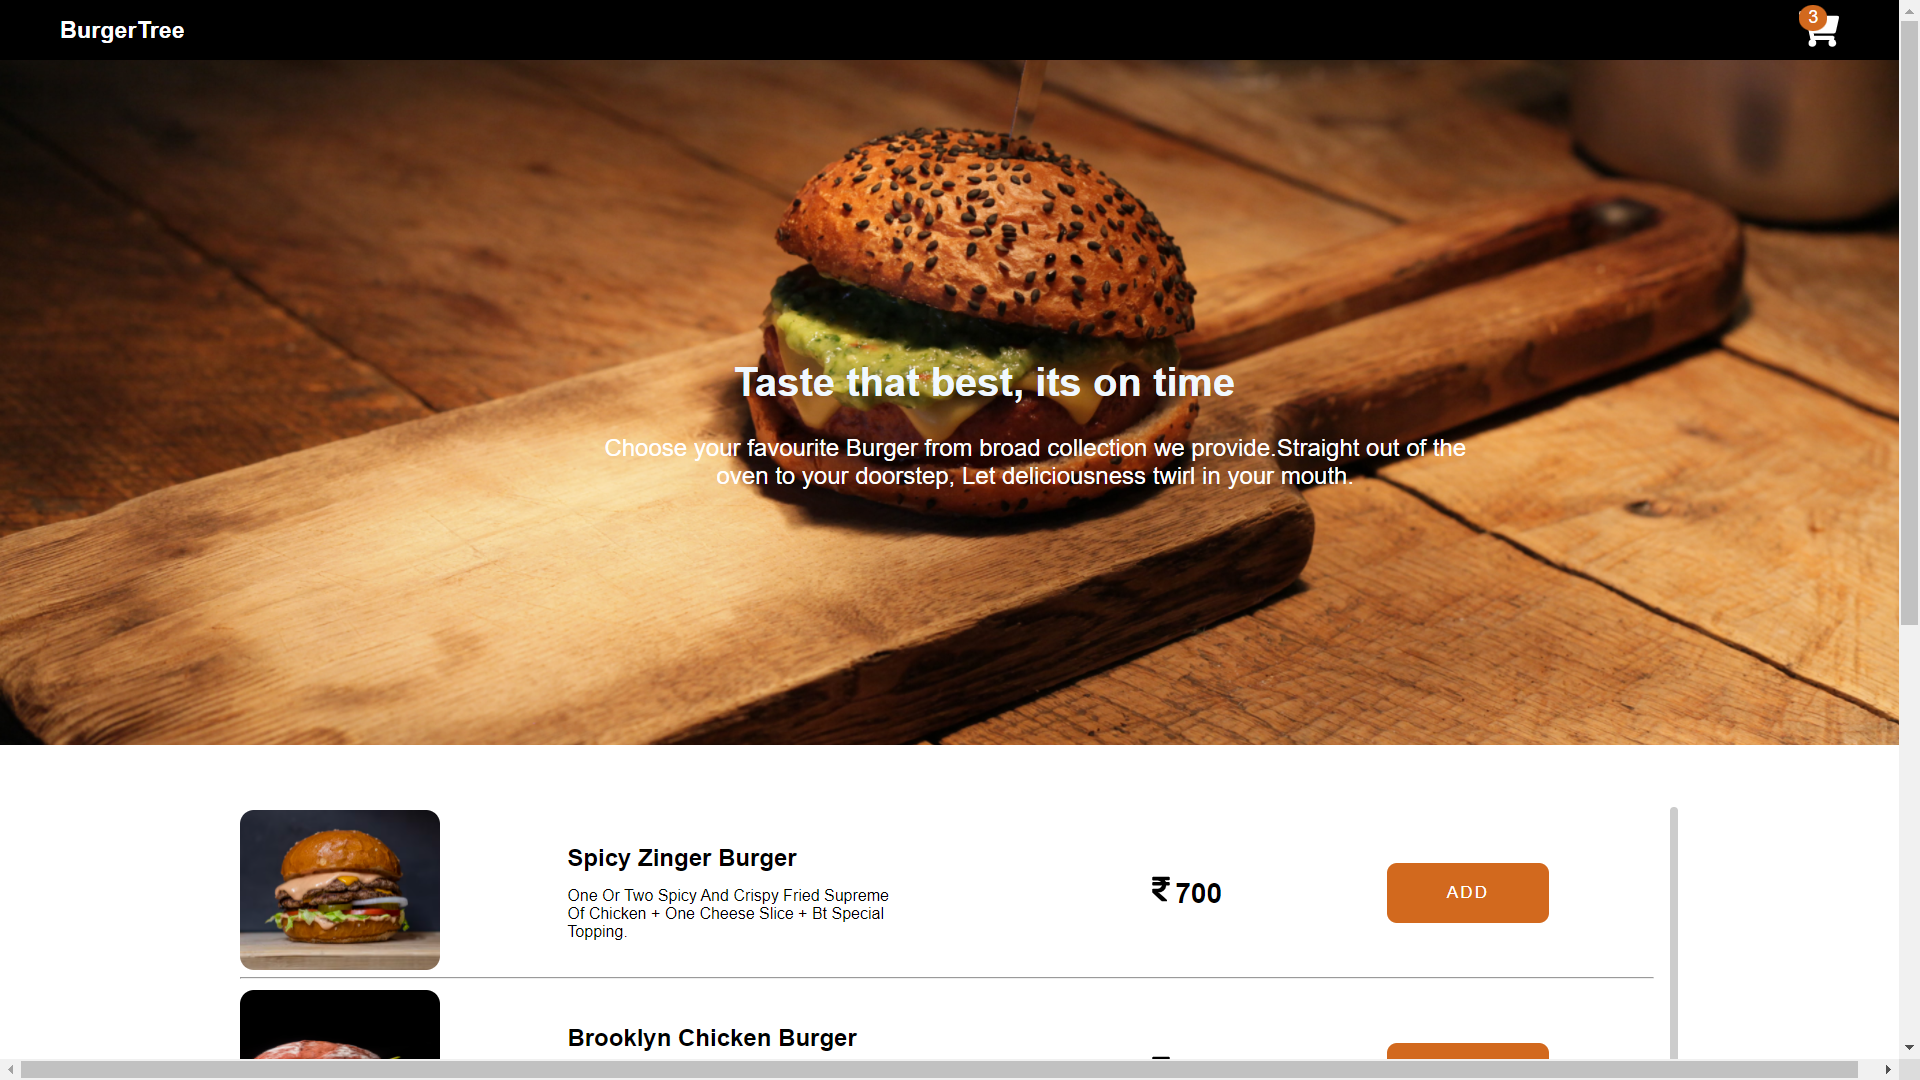 BurgerTree
3
Taste that best, its on time
Choose your favourite Burger from broad collection we provide.Straight out of the
oven to your doorstep, Let deliciousness twirl in your mouth.
Spicy Zinger Burger
One Or Two Spicy And Crispy Fried Supreme
Of Chicken + One Cheese Slice + Bt Special
Topping.
₹ 700
ADD
Brooklyn Chicken Burger